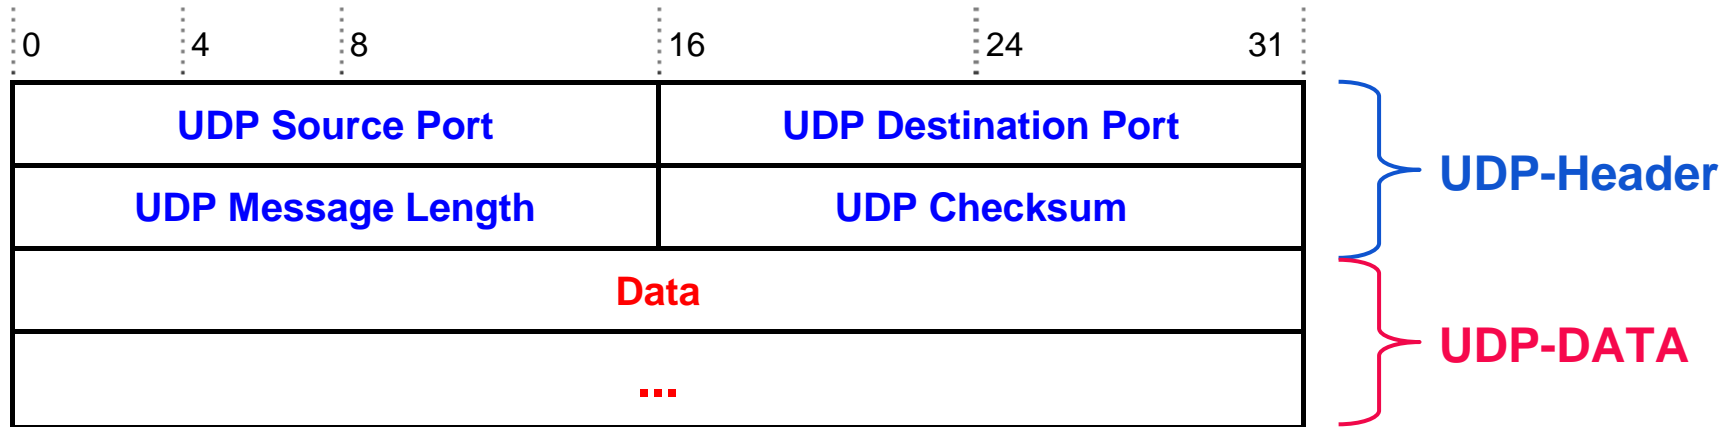 0 4 8 16 24 31
UDP Source Port UDP Destination Port
UDP-Header
UDP Message Length UDP Checksum
Data
UDP-DATA
...